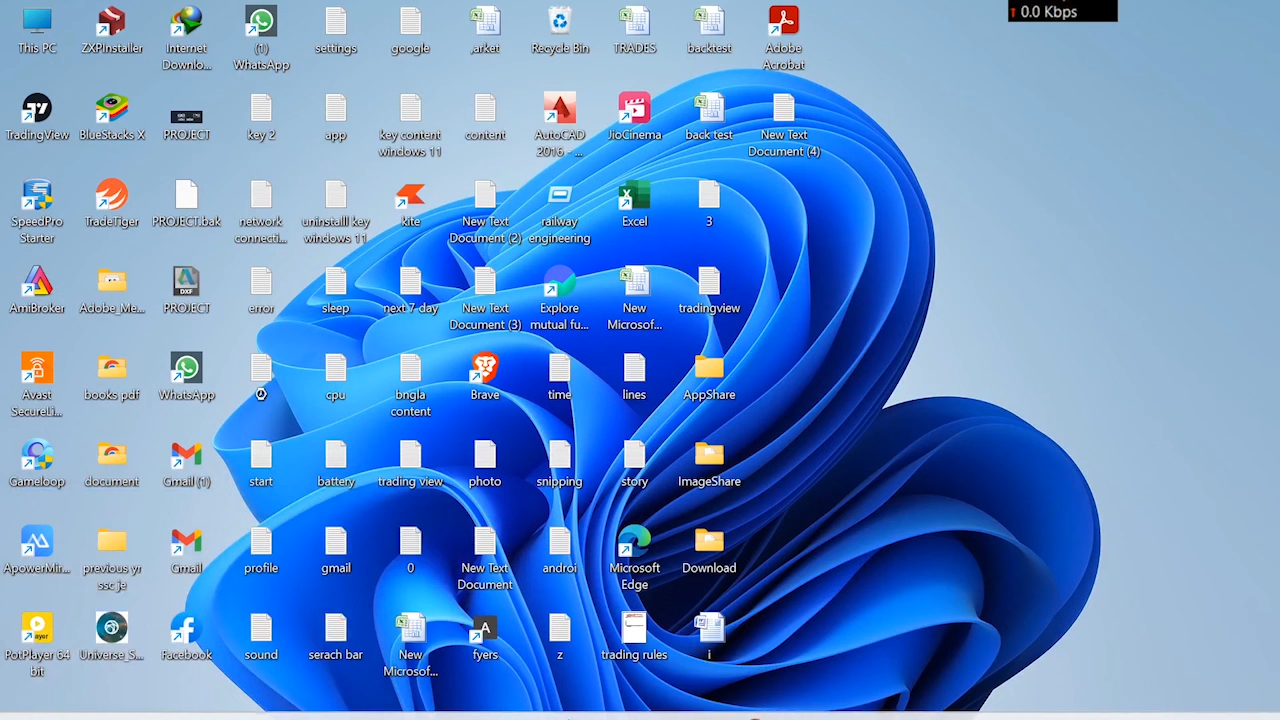 0.0 Kbps
This PC
ZXPInstaller
Internet
Downlo...
(1)
WhatsApp
settings
google
,arket
Recycle Bin
TRADES
backtest
Adobe
Acrobat
TradingView
BlueStacks X
PROJECT
key 2
app
key content
windows 11
content
AutoCAD
2016 - ...
JioCinema
back test
New Text
Document (4)
SpeedPro
Starter
TradeTiger
PROJECT.bak
network
connecti...
uninstalll key
windows 11
kite
New Text
Document (2)
railway
engineering
Excel
3
AmiBroker
Adobe_Me...
PROJECT
error
sleep
next 7 day
New Text
Document (3)
Explore
mutual fu...
New
Microsof...
tradingview
Avast
SecureLi...
books pdf
WhatsApp
cpu
bngla
content
Brave
time
lines
AppShare
Gameloop
document
Gmail (1)
start
battery
trading view
photo
snipping
story
ImageShare
ApowerMir...
previous yr
ssc je
Gmail
profile
gmail
0
New Text
Document
androi
Microsoft
Edge
Download
PotPlayer 64
bit
Universe_S...
Facebook
sound
serach bar
New
Microsof...
fyers
z
trading rules
i